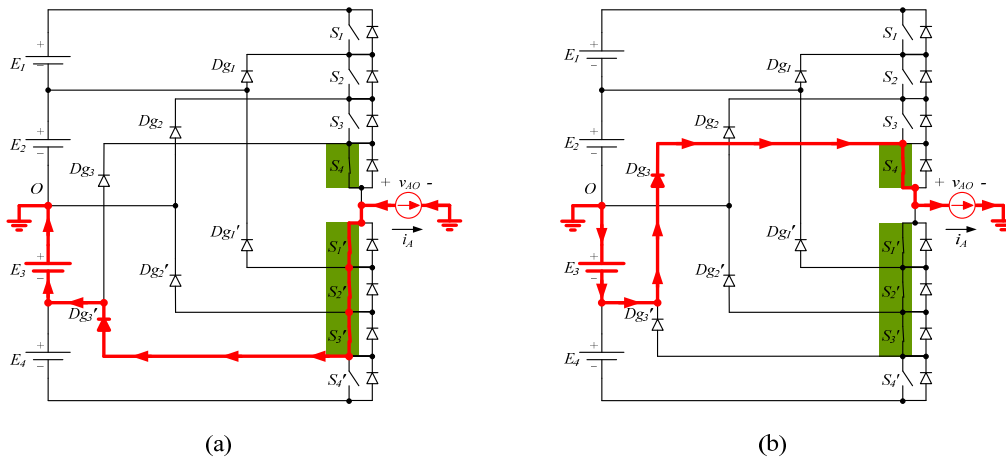 S1
E1
Dg1
S2
Dg2
S3
E2
Dg3
S4
O
+ vAO -
iA
Dg1′
S1′
E3
Dg2′
S2′
Dg3′
S3′
E4
S4′
(a)
S1
E1
Dg1
S2
Dg2
S3
E2
Dg3
S4
O
+ vAO -
iA
Dg1′
S1′
E3
Dg2′
S2′
Dg3′
S3′
E4
S4′
(b)